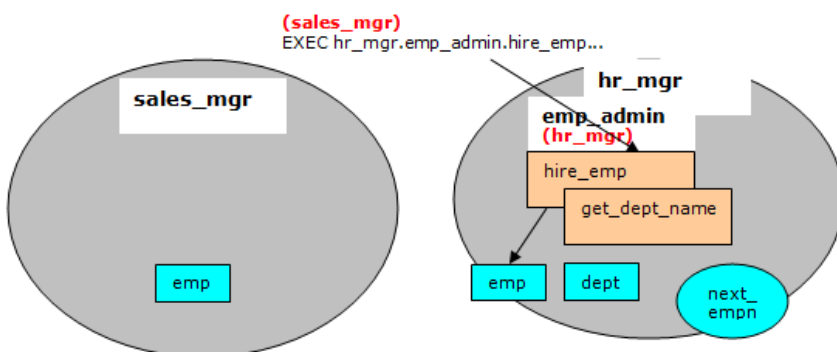 (sales_mgr)
EXEC hr_mgr.emp_admin.hire_emp...
sales_mgr
hr_mgr
emp_admin
(hr_mgr)
hire_emp
get_dept_name
emp
emp
dept
next_
empn